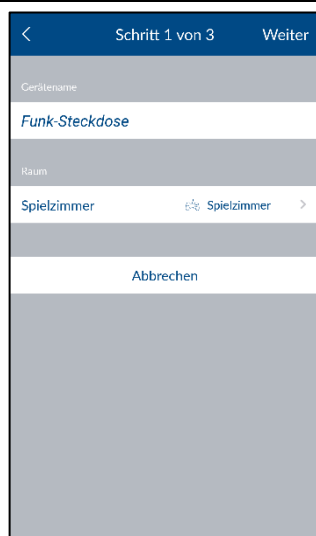 Schritt 1 von 3 Weiter
Gerätename
Funk-Steckdose
Raum
Spielzimmer Spielzimmer
Abbrechen